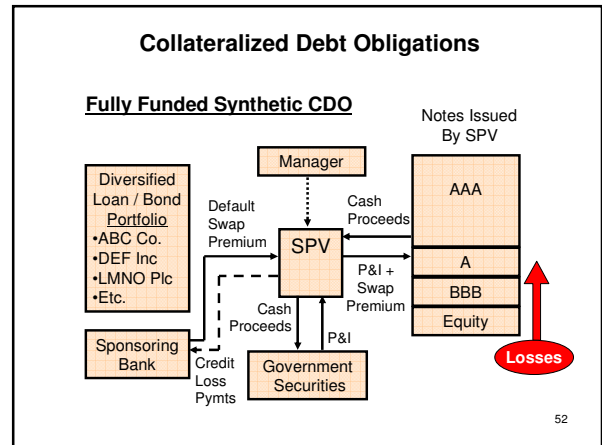 Collateralized Debt Obligations
Fully Funded Synthetic CDO
Notes Issued
By SPV
Manager
Diversified
Loan / Bond
Portfolio
•ABC Co.
•DEF Inc
•LMNO Plc
•Etc.
Default
Swap
Premium
SPV
Cash
Proceeds
P&I +
Swap
Premium
AAA
A
BBB
Equity
Losses
Sponsoring
Bank
Credit
Loss
Pymts
Cash
Proceeds
P&I
Government
Securities
52